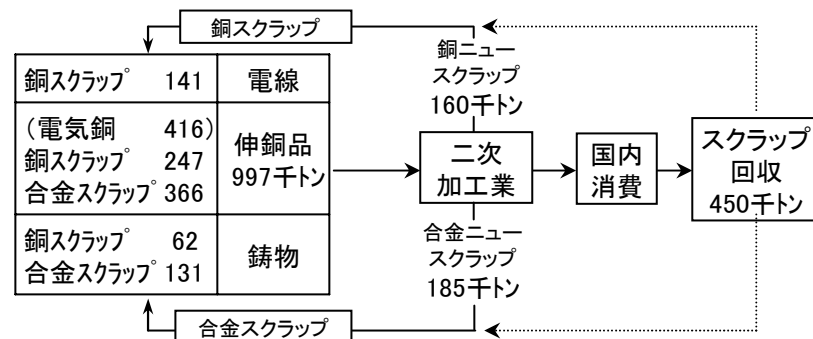 銅スクラップ
銅スクラップ 141 電線
(電気銅 416)
銅スクラップ 247
合金スクラップ 366
伸銅品
997千トン
銅スクラップ 62
合金スクラップ 131
鋳物
合金スクラップ
銅ニュー
スクラップ
160千トン
二次
加工業
合金ニュー
スクラップ
185千トン
国内
消費
スクラップ
回収
450千トン